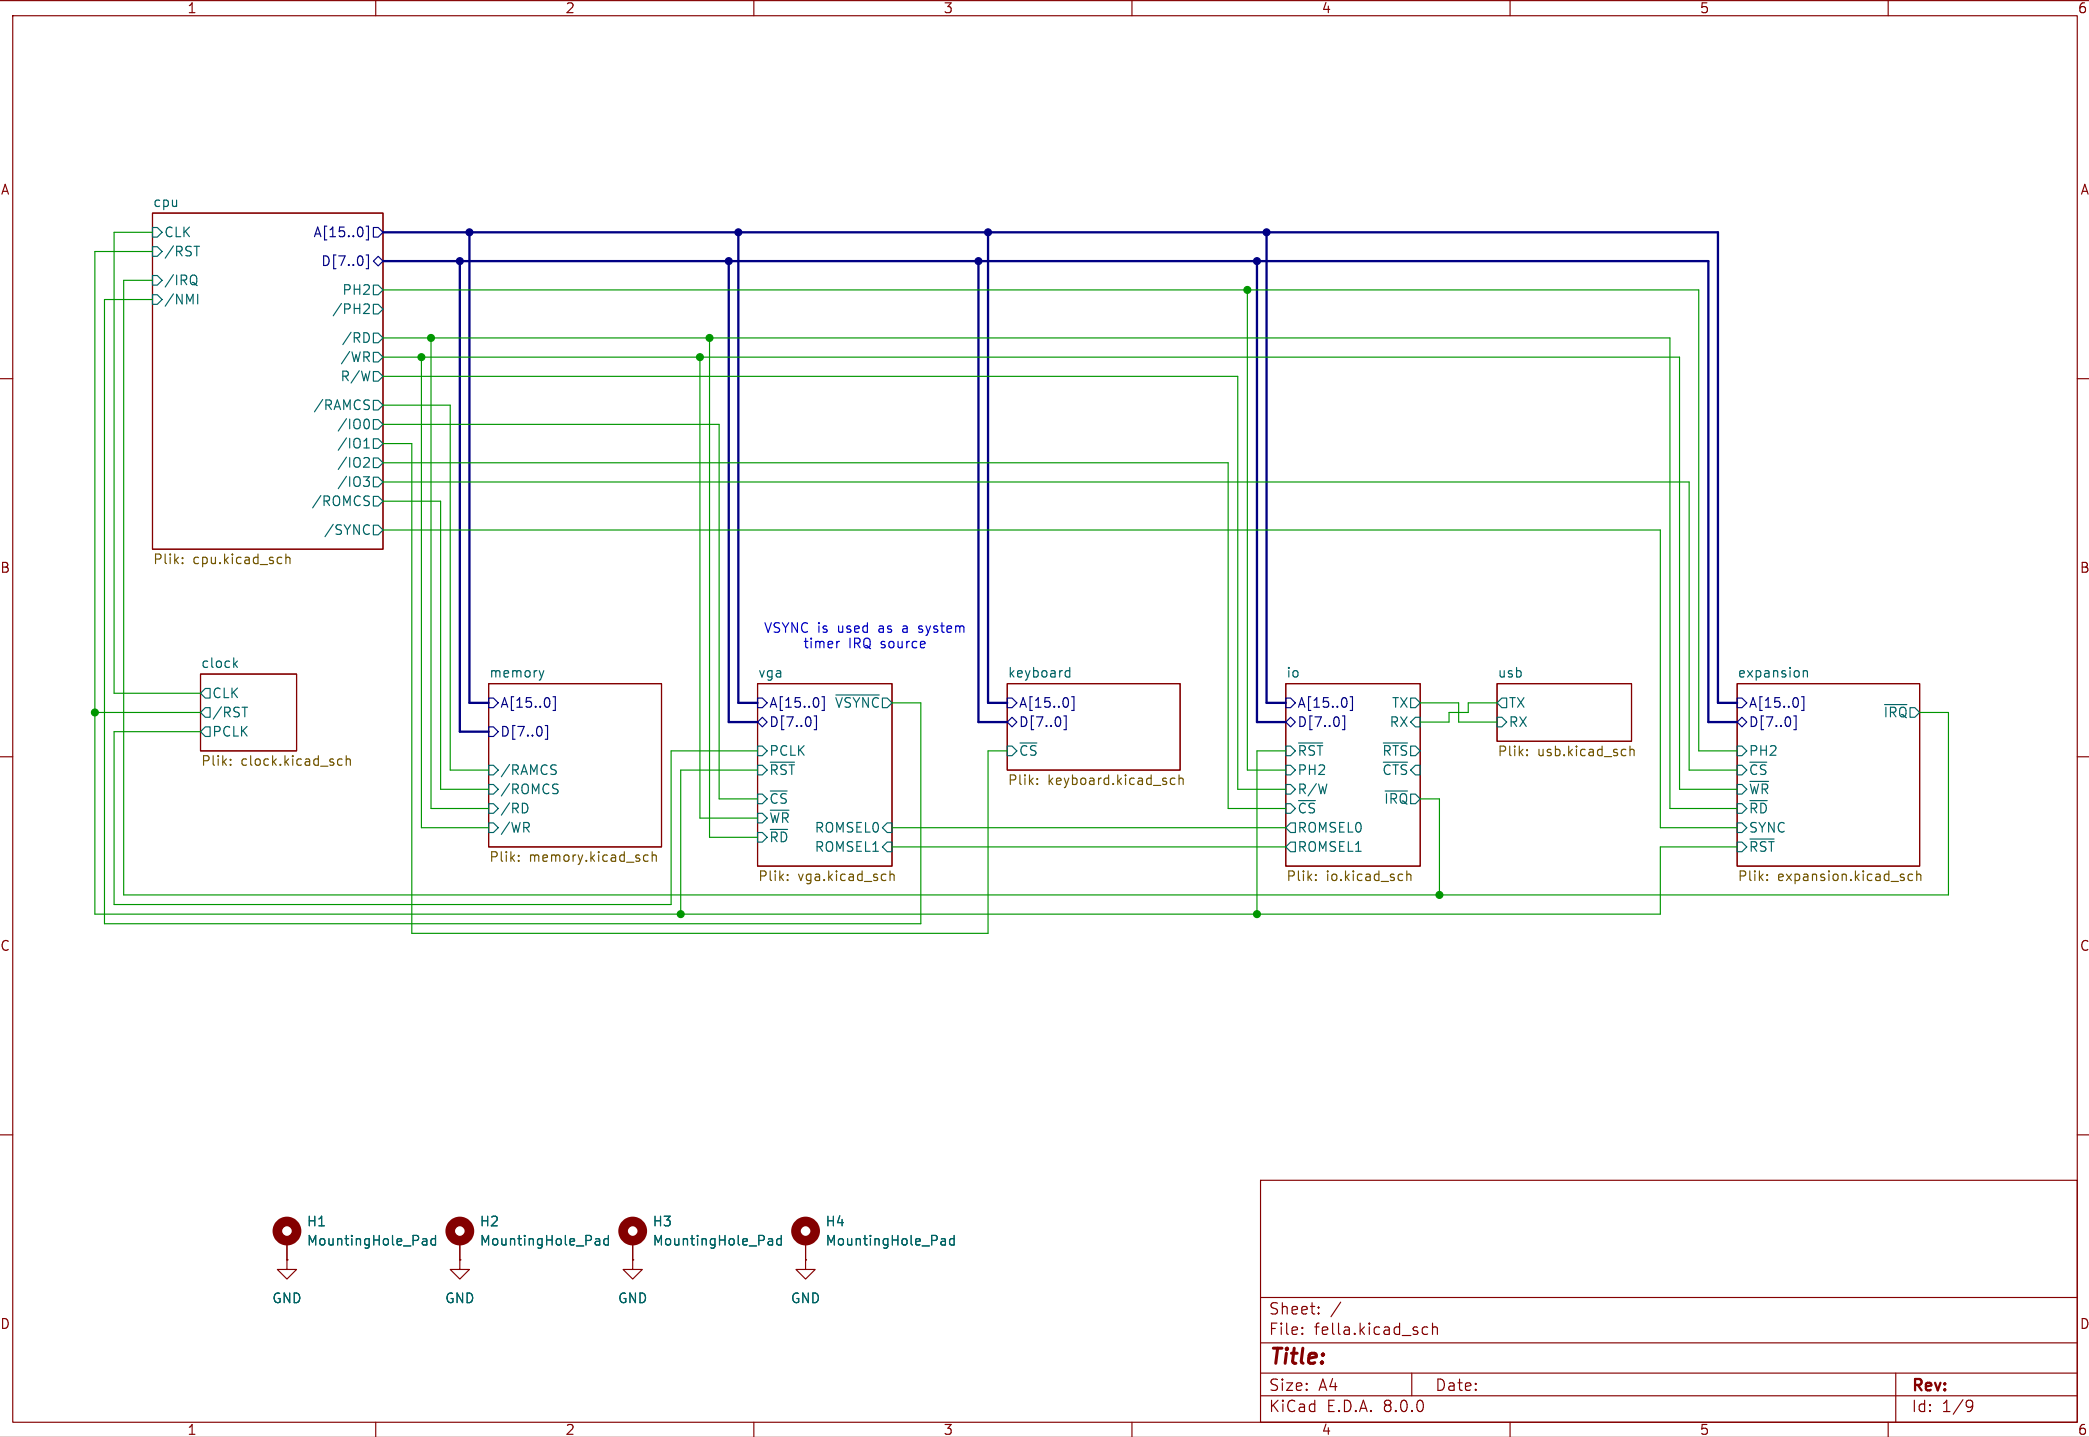 1 2 3 4 5 6
A A
B B
C C
D D
1 2 3 4 5 6
cpu
CLK
/RST
/IRQ
/NMI
A[15..0]
D[7..0]
PH2
/PH2
/RD
/WR
R/W
/RAMCS
/IO0
/IO1
/IO2
/IO3
/ROMCS
/SYNC
Plik: cpu.kicad_sch
VSYNC is used as a system
timer IRQ source
clock
CLK
/RST
PCLK
Plik: clock.kicad_sch
memory
A[15..0]
D[7..0]
/RAMCS
/ROMCS
/RD
/WR
Plik: memory.kicad_sch
vga
A[15..0] VSYNC
D[7..0]
PCLK
RST
CS
WR
RD
ROMSEL0
ROMSEL1
Plik: vga.kicad_sch
keyboard
A[15..0]
D[7..0]
CS
Plik: keyboard.kicad_sch
io
A[15..0] TX
D[7..0] RX
RST RTS
PH2 CTS
R/W
CS IRQ
ROMSEL0
ROMSEL1
Plik: io.kicad_sch
usb
TX
RX
Plik: usb.kicad_sch
expansion
A[15..0] IRQ
D[7..0]
PH2
CS
WR
RD
SYNC
RST
Plik: expansion.kicad_sch
H1
MountingHole_Pad
GND
H2
MountingHole_Pad
GND
H3
MountingHole_Pad
GND
H4
MountingHole_Pad
GND
Sheet: /
File: fella.kicad_sch
Title:
Size: A4 Date: Rev:
KiCad E.D.A. 8.0.0 Id: 1/9